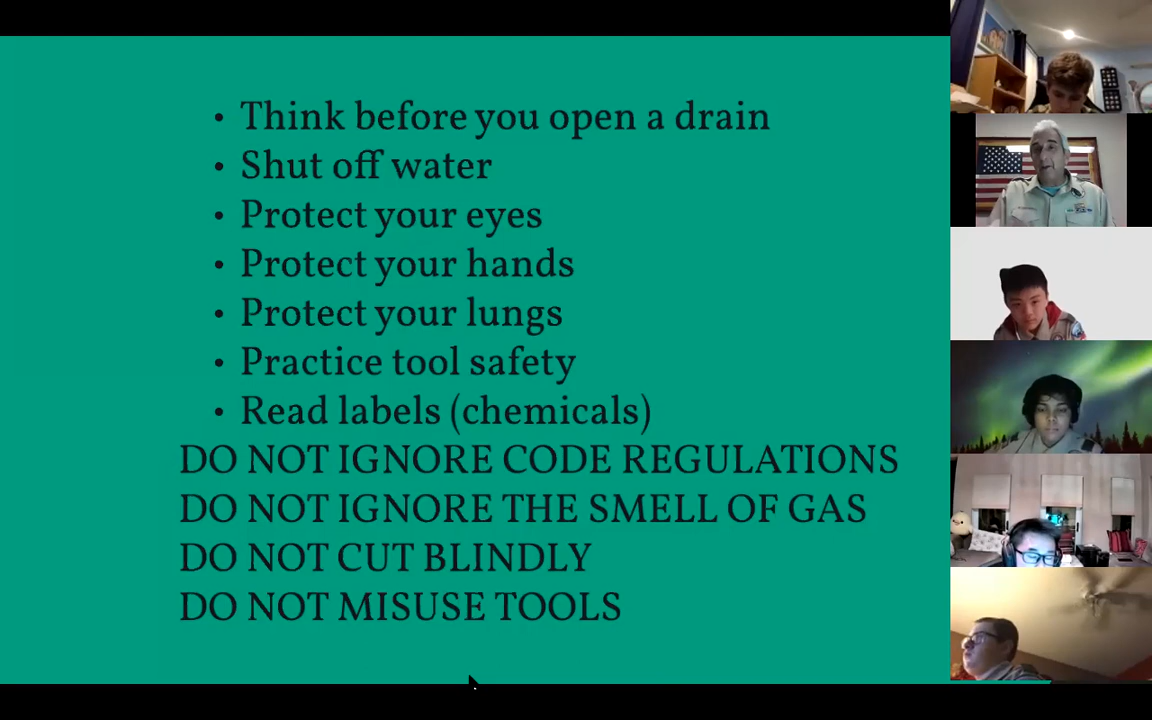 • Think before you open a drain
• Shut off water
• Protect your eyes
• Protect your hands
• Protect your lungs
• Practice tool safety
• Read labels (chemicals)
DO NOT IGNORE CODE REGULATIONS
DO NOT IGNORE THE SMELL OF GAS
DO NOT CUT BLINDLY
DO NOT MISUSE TOOLS